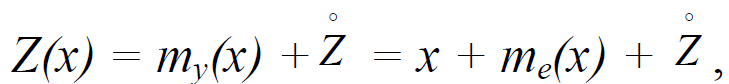 Z(x) = m_y(x) + Z̊ = x + m_e(x) + Z̊ ,